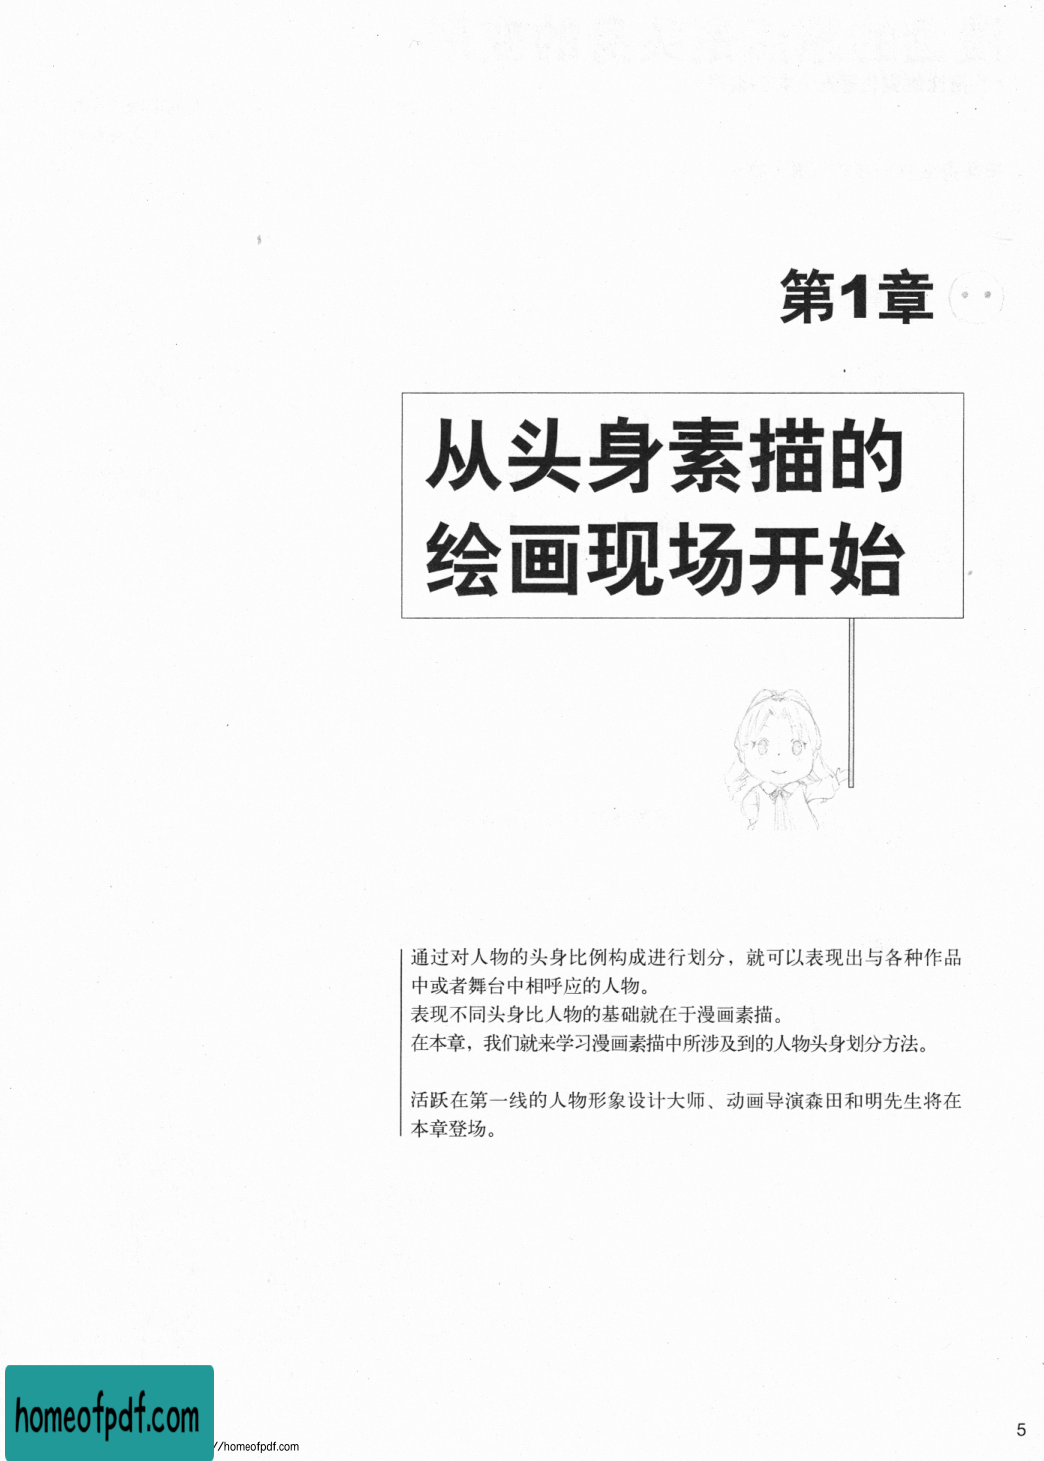 第1章
从头身素描的
绘画现场开始
通过对人物的头身比例构成进行划分，就可以表现出与各种作品
中或者舞台中相呼应的人物。
表现不同头身比人物的基础就在于漫画素描。
在本章，我们就来学习漫画素描中所涉及到的人物头身划分方法。
活跃在第一线的人物形象设计大师、动画导演森田和明先生将在
本章登场。
homeofpdf.com
//homeofpdf.com
5